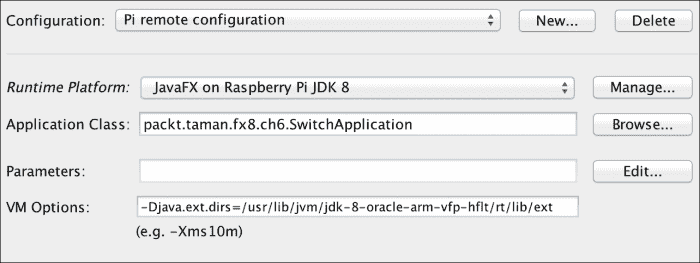 Configuration: Pi remote configuration New... Delete
Runtime Platform: JavaFX on Raspberry Pi JDK 8 Manage...
Application Class: packt.taman.fx8.ch6.SwitchApplication Browse...
Parameters: Edit...
VM Options: -Djava.ext.dirs=/usr/lib/jvm/jdk-8-oracle-arm-vfp-hflt/rt/lib/ext
(e.g. -Xms10m)